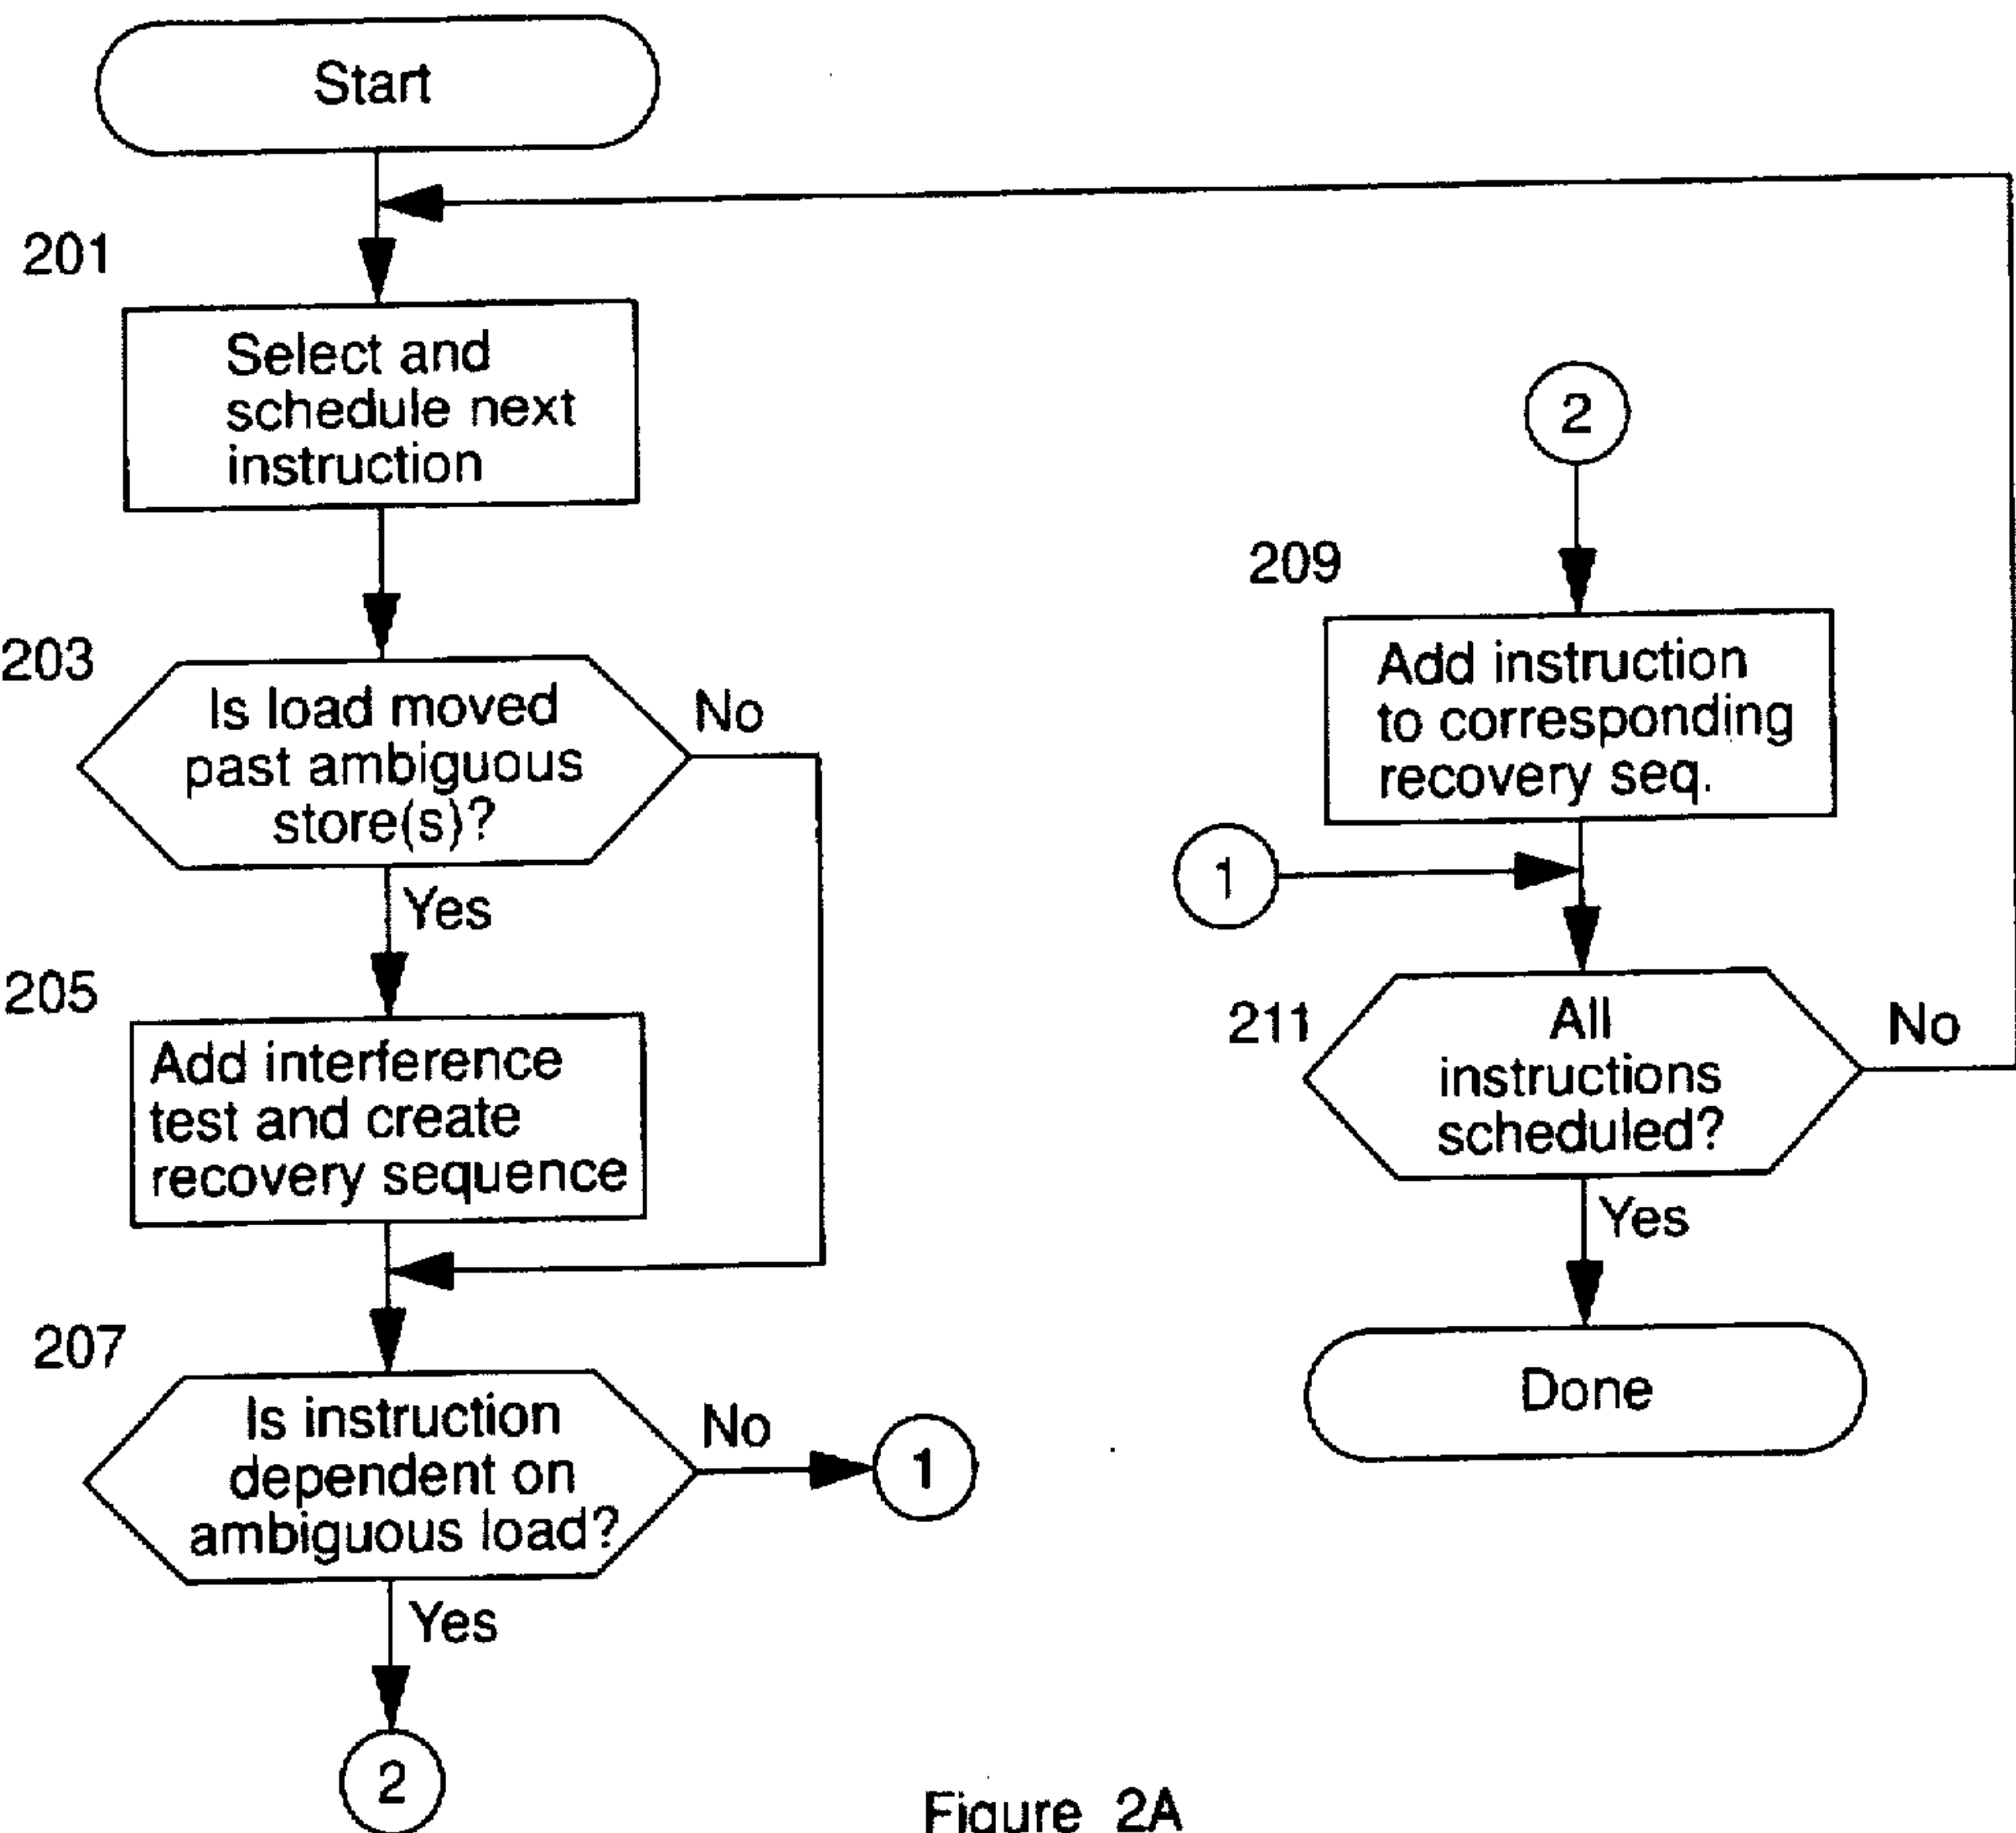 Start
201
Select and
schedule next
instruction
203
Is load moved
past ambiguous
store(s)?
No
Yes
205
Add interference
test and create
recovery sequence
207
Is instruction
dependent on
ambiguous load?
No
1
Yes
2
2
209
Add instruction
to corresponding
recovery seq.
1
211
All
instructions
scheduled?
No
Yes
Done
Figure 2A